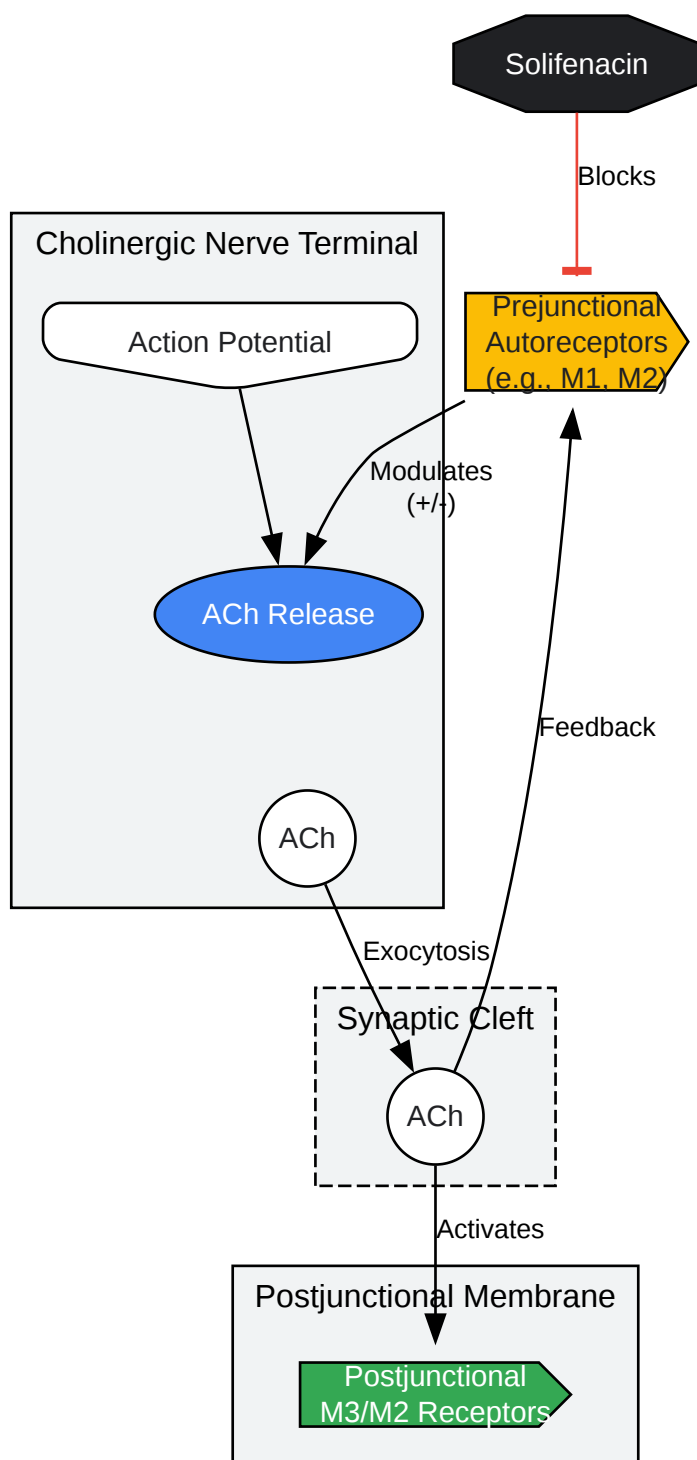 Solifenacin
Blocks
Cholinergic Nerve Terminal
Action Potential
Prejunctional
Autoreceptors
(e.g., M1, M2)
Modulates
(+/-)
ACh Release
Feedback
ACh
Exocytosis
Synaptic Cleft
ACh
Activates
Postjunctional Membrane
Postjunctional
M3/M2 Receptors